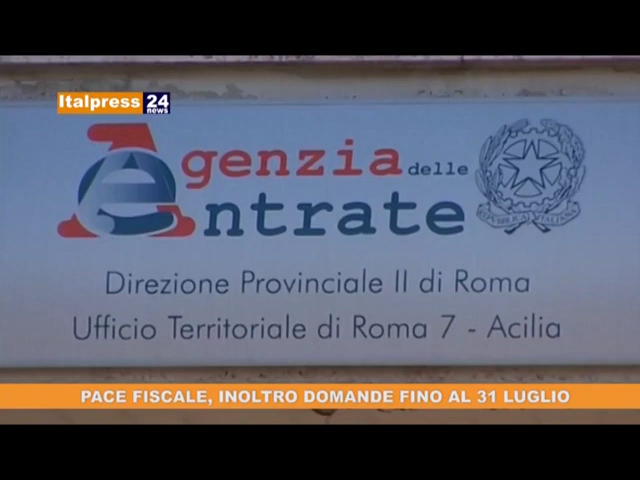 Italpress 24 news
Agenzia delle
Entrate
REPUBBLICA ITALIANA
Direzione Provinciale II di Roma
Ufficio Territoriale di Roma 7 - Acilia
PACE FISCALE, INOLTRO DOMANDE FINO AL 31 LUGLIO